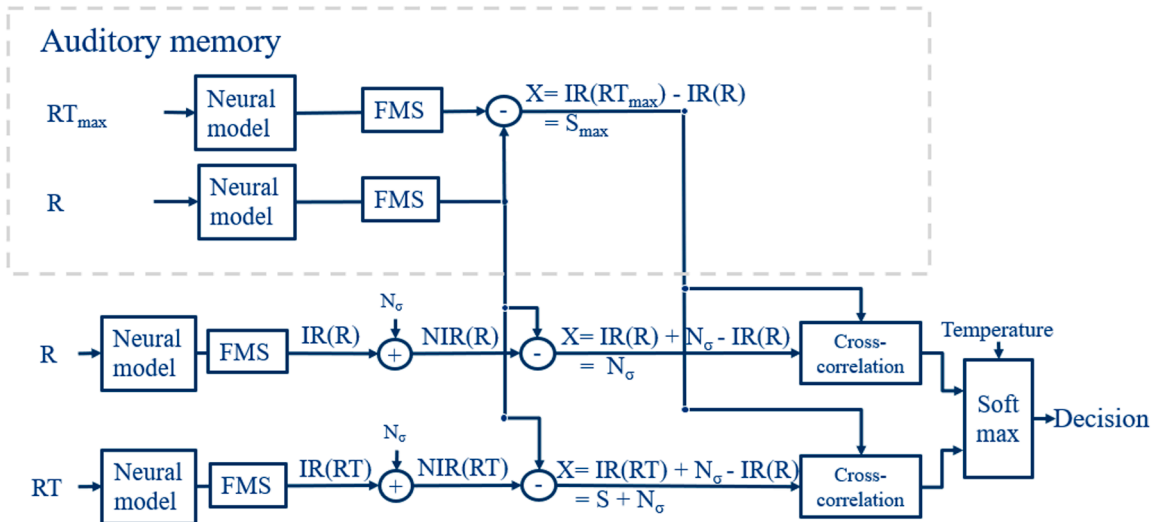 Auditory memory
RTmax
Neural
model
FMS
-
X= IR(RTmax) - IR(R)
= Smax
R
Neural
model
FMS
Nσ
R
Neural
model
FMS
IR(R)
+
NIR(R)
-
X= IR(R) + Nσ - IR(R)
= Nσ
Cross-
correlation
Temperature
Soft
max
Decision
Nσ
RT
Neural
model
FMS
IR(RT)
+
NIR(RT)
-
X= IR(RT) + Nσ - IR(R)
= S + Nσ
Cross-
correlation